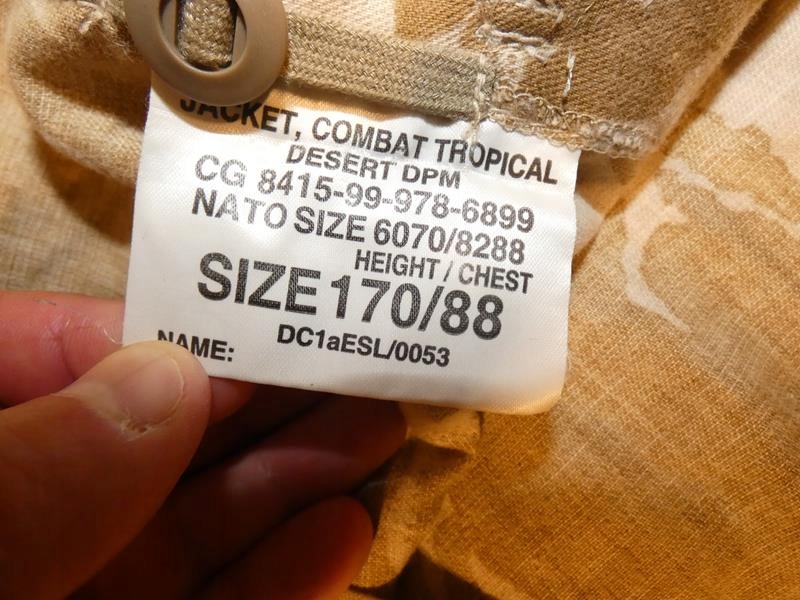 JACKET, COMBAT TROPICAL
DESERT DPM
CG 8415-99-978-6899
NATO SIZE 6070/8288
HEIGHT / CHEST
SIZE 170/88
DC1aESL/0053
NAME: